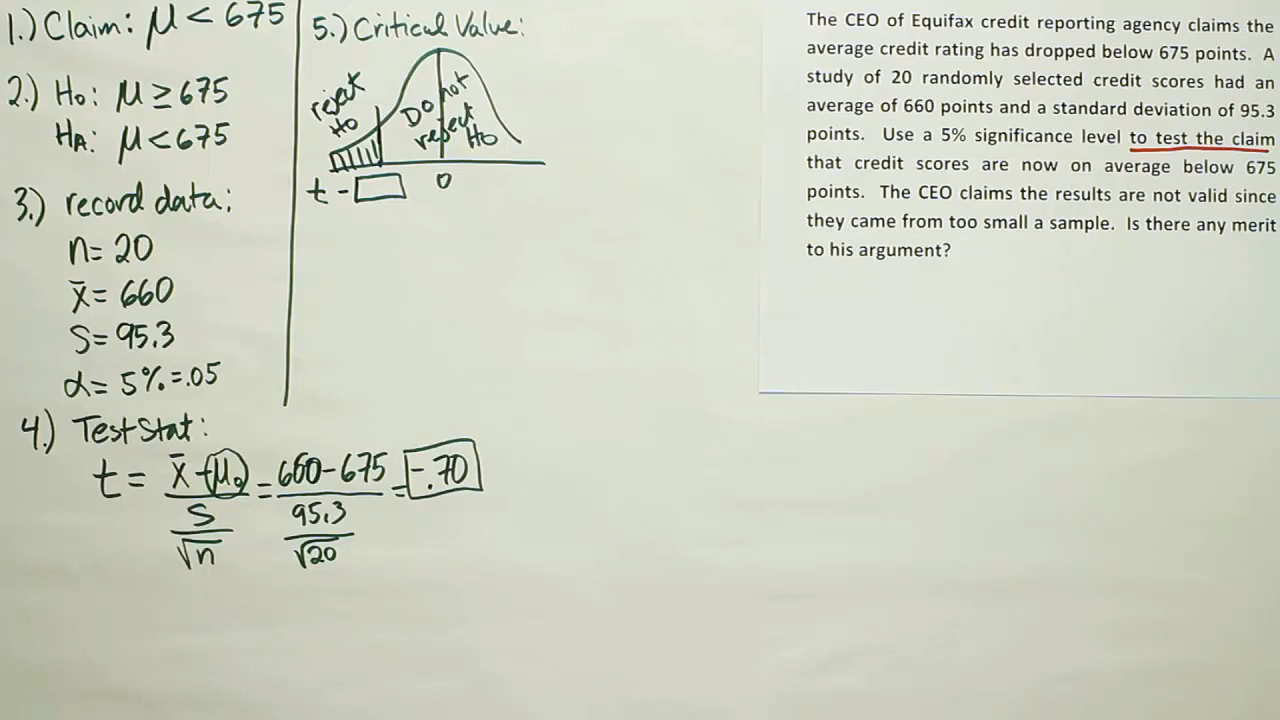 1.) Claim: μ < 675
2.) Ho: μ ≥ 675
HA: μ < 675
3.) record data:
n = 20
x̄ = 660
S = 95.3
α = 5% = .05
4.) Test Stat:
t = x̄ - μ₀ / S / √n = 660 - 675 / 95.3 / √20 = -.70
5.) Critical Value:
reject Ho
Do not reject Ho
t - 0
The CEO of Equifax credit reporting agency claims the
average credit rating has dropped below 675 points. A
study of 20 randomly selected credit scores had an
average of 660 points and a standard deviation of 95.3
points. Use a 5% significance level to test the claim
that credit scores are now on average below 675
points. The CEO claims the results are not valid since
they came from too small a sample. Is there any merit
to his argument?